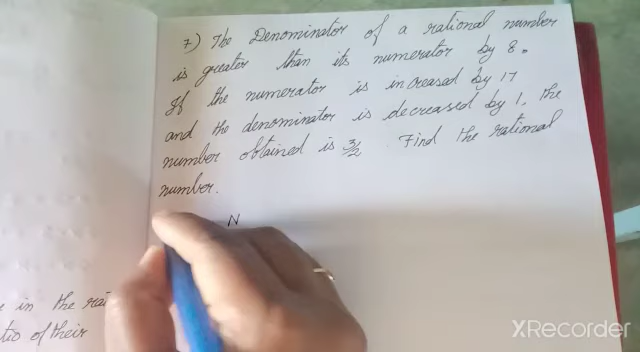 7) The Denominator of a rational number
is greater than its numerator by 8.
If the numerator is increased by 17
and the denominator is decreased by 1, the
number obtained is 3/2 Find the rational
number.
N
in the
tio of their
XRecorder